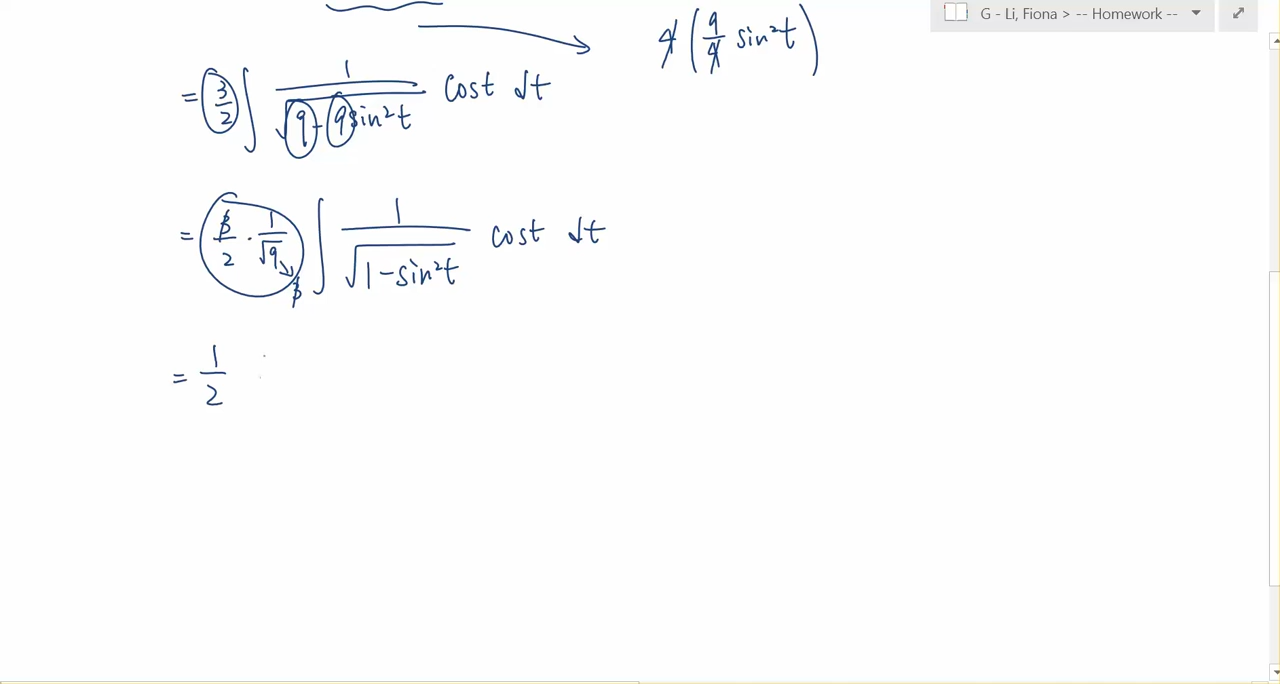 G - Li, Fiona > -- Homework --
4 ( 9/4 sin²t )
= 3/2 ∫ 1/√(9 - 9sin²t) cost dt
= 3/2 · 1/√9 ↘ 3 ∫ 1/√(1 - sin²t) cost dt
= 1/2